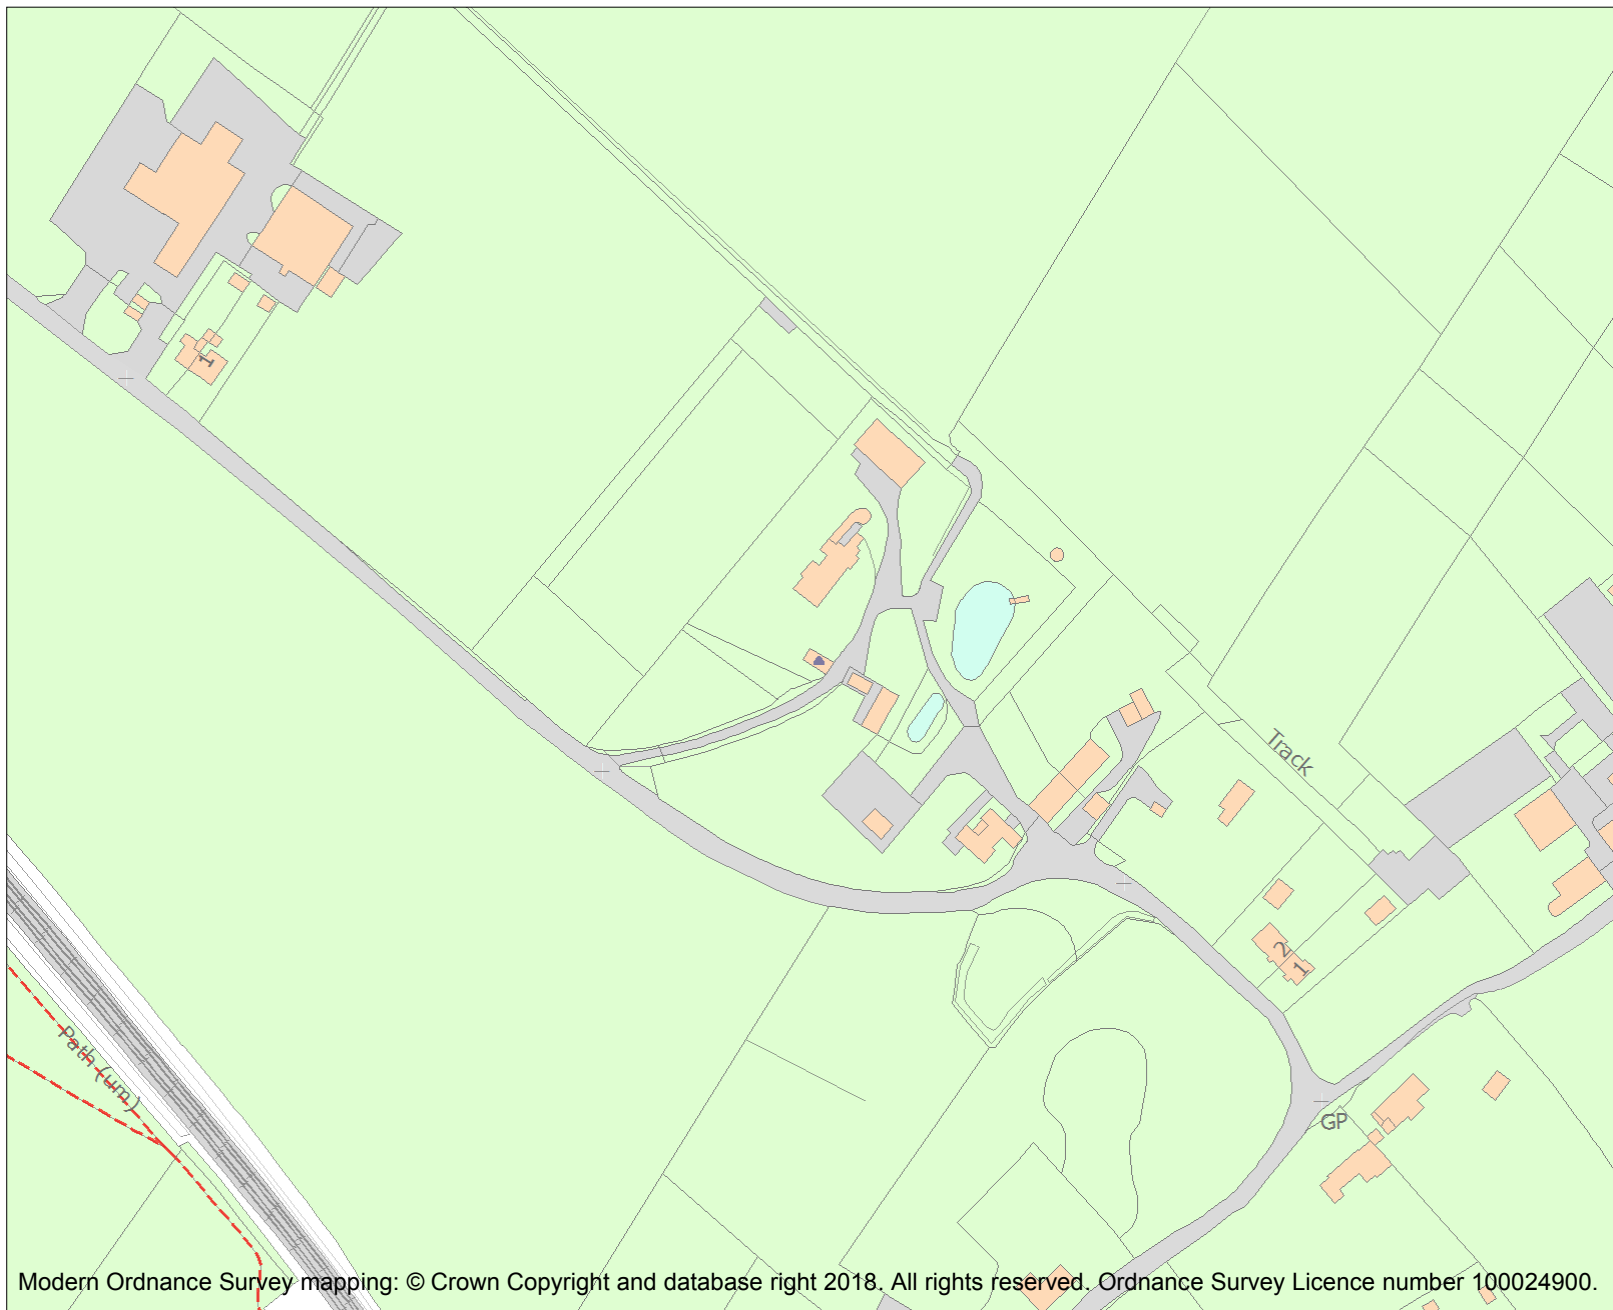 1
Track
2
1
Path (um)
GP
Modern Ordnance Survey mapping: © Crown Copyright and database right 2018. All rights reserved. Ordnance Survey Licence number 100024900.